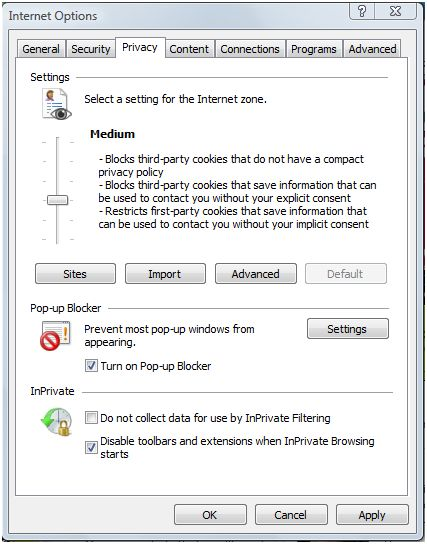 Internet Options
General Security Privacy Content Connections Programs Advanced
Settings
Select a setting for the Internet zone.
Medium
- Blocks third-party cookies that do not have a compact
privacy policy
- Blocks third-party cookies that save information that can
be used to contact you without your explicit consent
- Restricts first-party cookies that save information that
can be used to contact you without your implicit consent
Sites Import Advanced Default
Pop-up Blocker
Prevent most pop-up windows from
appearing.
Settings
Turn on Pop-up Blocker
InPrivate
Do not collect data for use by InPrivate Filtering
Disable toolbars and extensions when InPrivate Browsing
starts
OK Cancel Apply